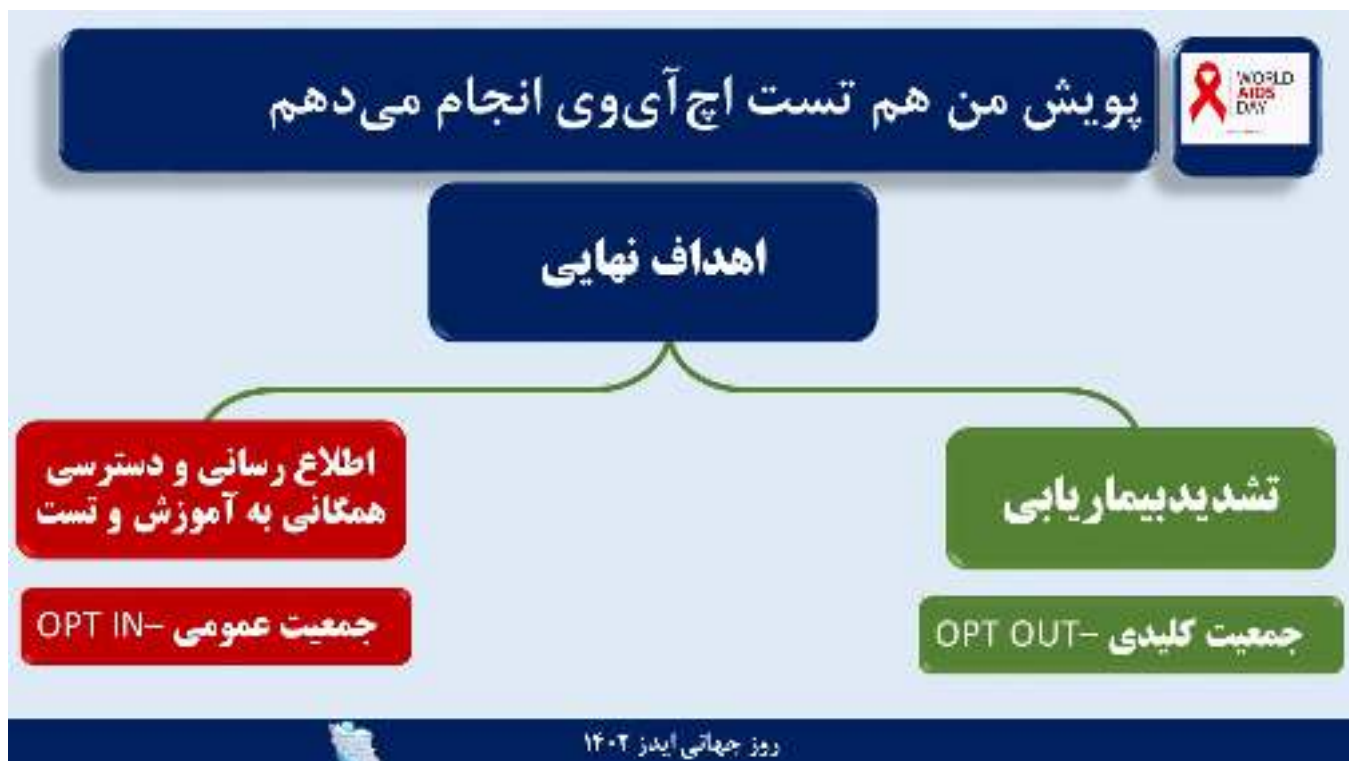 پویش من هم تست اچ‌آی‌وی انجام می‌دهم
WORLD
AIDS
DAY
اهداف نهایی
تشدیدبیماریابی
جمعیت کلیدی –OPT OUT
اطلاع رسانی و دسترسی
همگانی به آموزش و تست
جمعیت عمومی –OPT IN
روز جهانی ایدز ۱۴۰۲